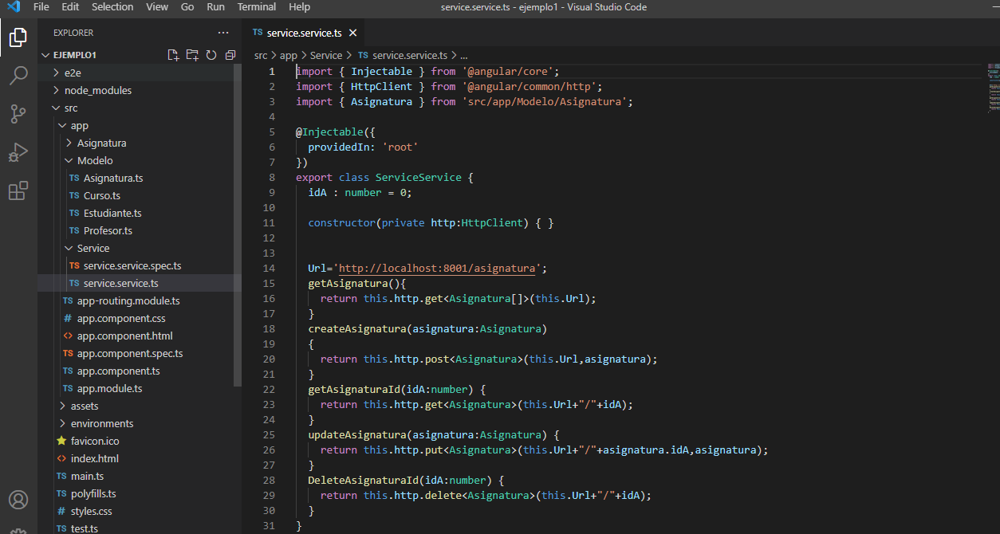 File Edit Selection View Go Run Terminal Help service.service.ts - ejemplo1 - Visual Studio Code
EXPLORER
EJEMPLO1
e2e
node_modules
src
app
Asignatura
Modelo
TS Asignatura.ts
TS Curso.ts
TS Estudiante.ts
TS Profesor.ts
Service
TS service.service.spec.ts
TS service.service.ts
TS app-routing.module.ts
# app.component.css
<> app.component.html
TS app.component.spec.ts
TS app.component.ts
TS app.module.ts
assets
environments
favicon.ico
<> index.html
TS main.ts
TS polyfills.ts
# styles.css
TS test.ts
TS service.service.ts
src > app > Service > TS service.service.ts > ...
1 import { Injectable } from '@angular/core';
2 import { HttpClient } from '@angular/common/http';
3 import { Asignatura } from 'src/app/Modelo/Asignatura';
4
5 @Injectable({
6 providedIn: 'root'
7 })
8 export class ServiceService {
9 idA : number = 0;
10
11 constructor(private http:HttpClient) { }
12
13
14 Url='http://localhost:8001/asignatura';
15 getAsignatura(){
16 return this.http.get<Asignatura[]>(this.Url);
17 }
18 createAsignatura(asignatura:Asignatura)
19 {
20 return this.http.post<Asignatura>(this.Url,asignatura);
21 }
22 getAsignaturaId(idA:number) {
23 return this.http.get<Asignatura>(this.Url+"/"+idA);
24 }
25 updateAsignatura(asignatura:Asignatura) {
26 return this.http.put<Asignatura>(this.Url+"/"+asignatura.idA,asignatura);
27 }
28 DeleteAsignaturaId(idA:number) {
29 return this.http.delete<Asignatura>(this.Url+"/"+idA);
30 }
31 }